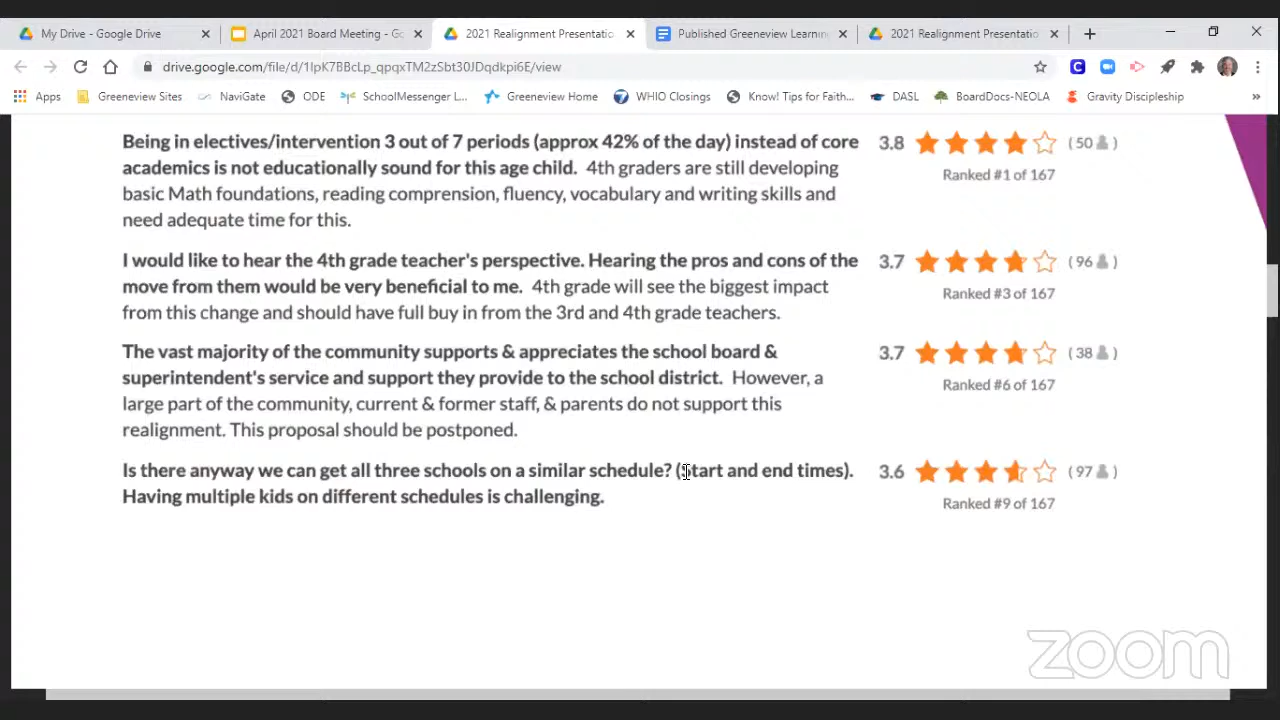 My Drive - Google Drive
April 2021 Board Meeting - Go
2021 Realignment Presentatio
Published Greeneview Learning
2021 Realignment Presentatio
drive.google.com/file/d/1IpK7BBcLp_qpqxTM2zSbt30JDqdkpi6E/view
Apps
Greeneview Sites
NaviGate
ODE
SchoolMessenger L...
Greeneview Home
WHIO Closings
Know! Tips for Faith...
DASL
BoardDocs-NEOLA
Gravity Discipleship
»
Being in electives/intervention 3 out of 7 periods (approx 42% of the day) instead of core
academics is not educationally sound for this age child. 4th graders are still developing
basic Math foundations, reading comprension, fluency, vocabulary and writing skills and
need adequate time for this.
3.8
(50)
Ranked #1 of 167
I would like to hear the 4th grade teacher's perspective. Hearing the pros and cons of the
move from them would be very beneficial to me. 4th grade will see the biggest impact
from this change and should have full buy in from the 3rd and 4th grade teachers.
3.7
(96)
Ranked #3 of 167
The vast majority of the community supports & appreciates the school board &
superintendent's service and support they provide to the school district. However, a
large part of the community, current & former staff, & parents do not support this
realignment. This proposal should be postponed.
3.7
(38)
Ranked #6 of 167
Is there anyway we can get all three schools on a similar schedule? (Start and end times).
Having multiple kids on different schedules is challenging.
3.6
(97)
Ranked #9 of 167
zoom